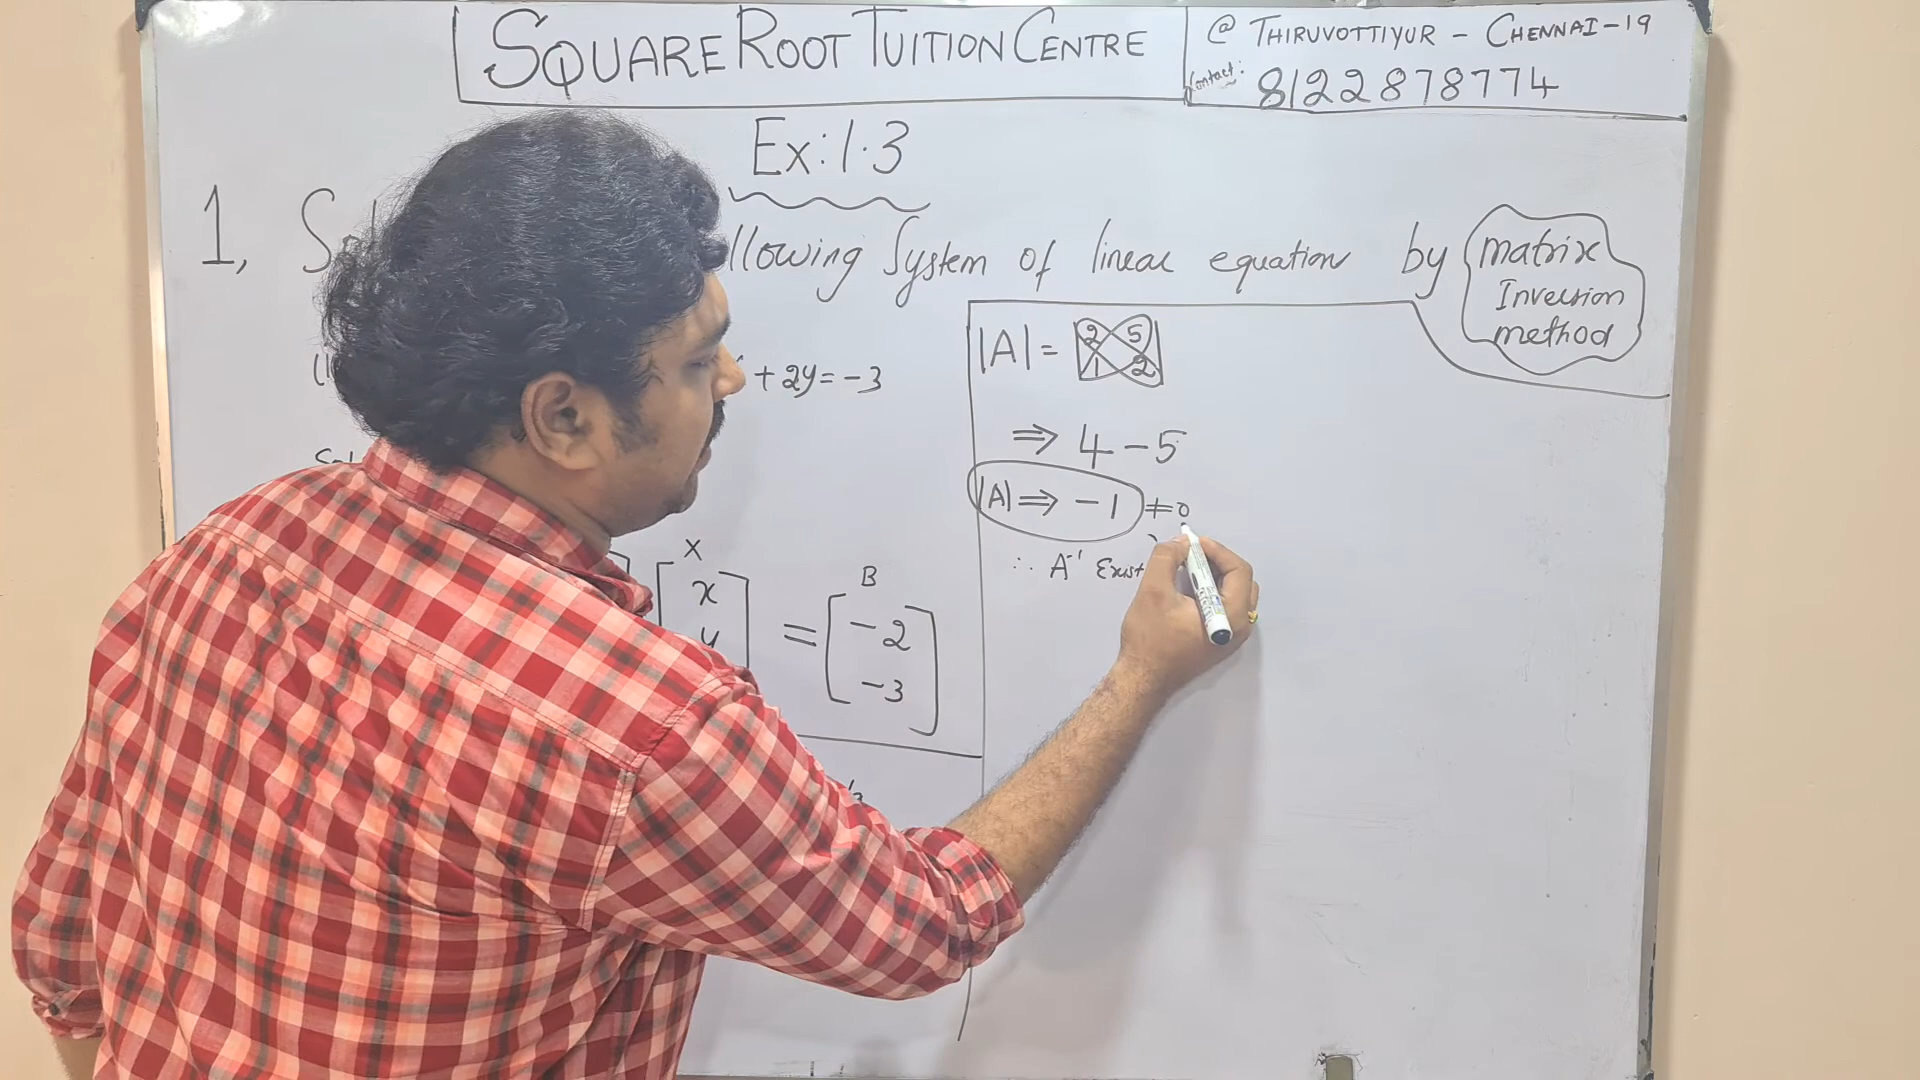 SQUARE ROOT TUITION CENTRE
@ THIRUVOTTIYUR - CHENNAI-19
Contact: 8122878774
Ex: 1.3
1, llowing System of linear equation by matrix Inversion method
+ 2y = -3
|A| = |2 5|
|1 2|
⇒ 4 - 5
|A| ⇒ -1 ≠ 0
∴ A⁻¹ Exist
X
x
y
=
B
-2
-3